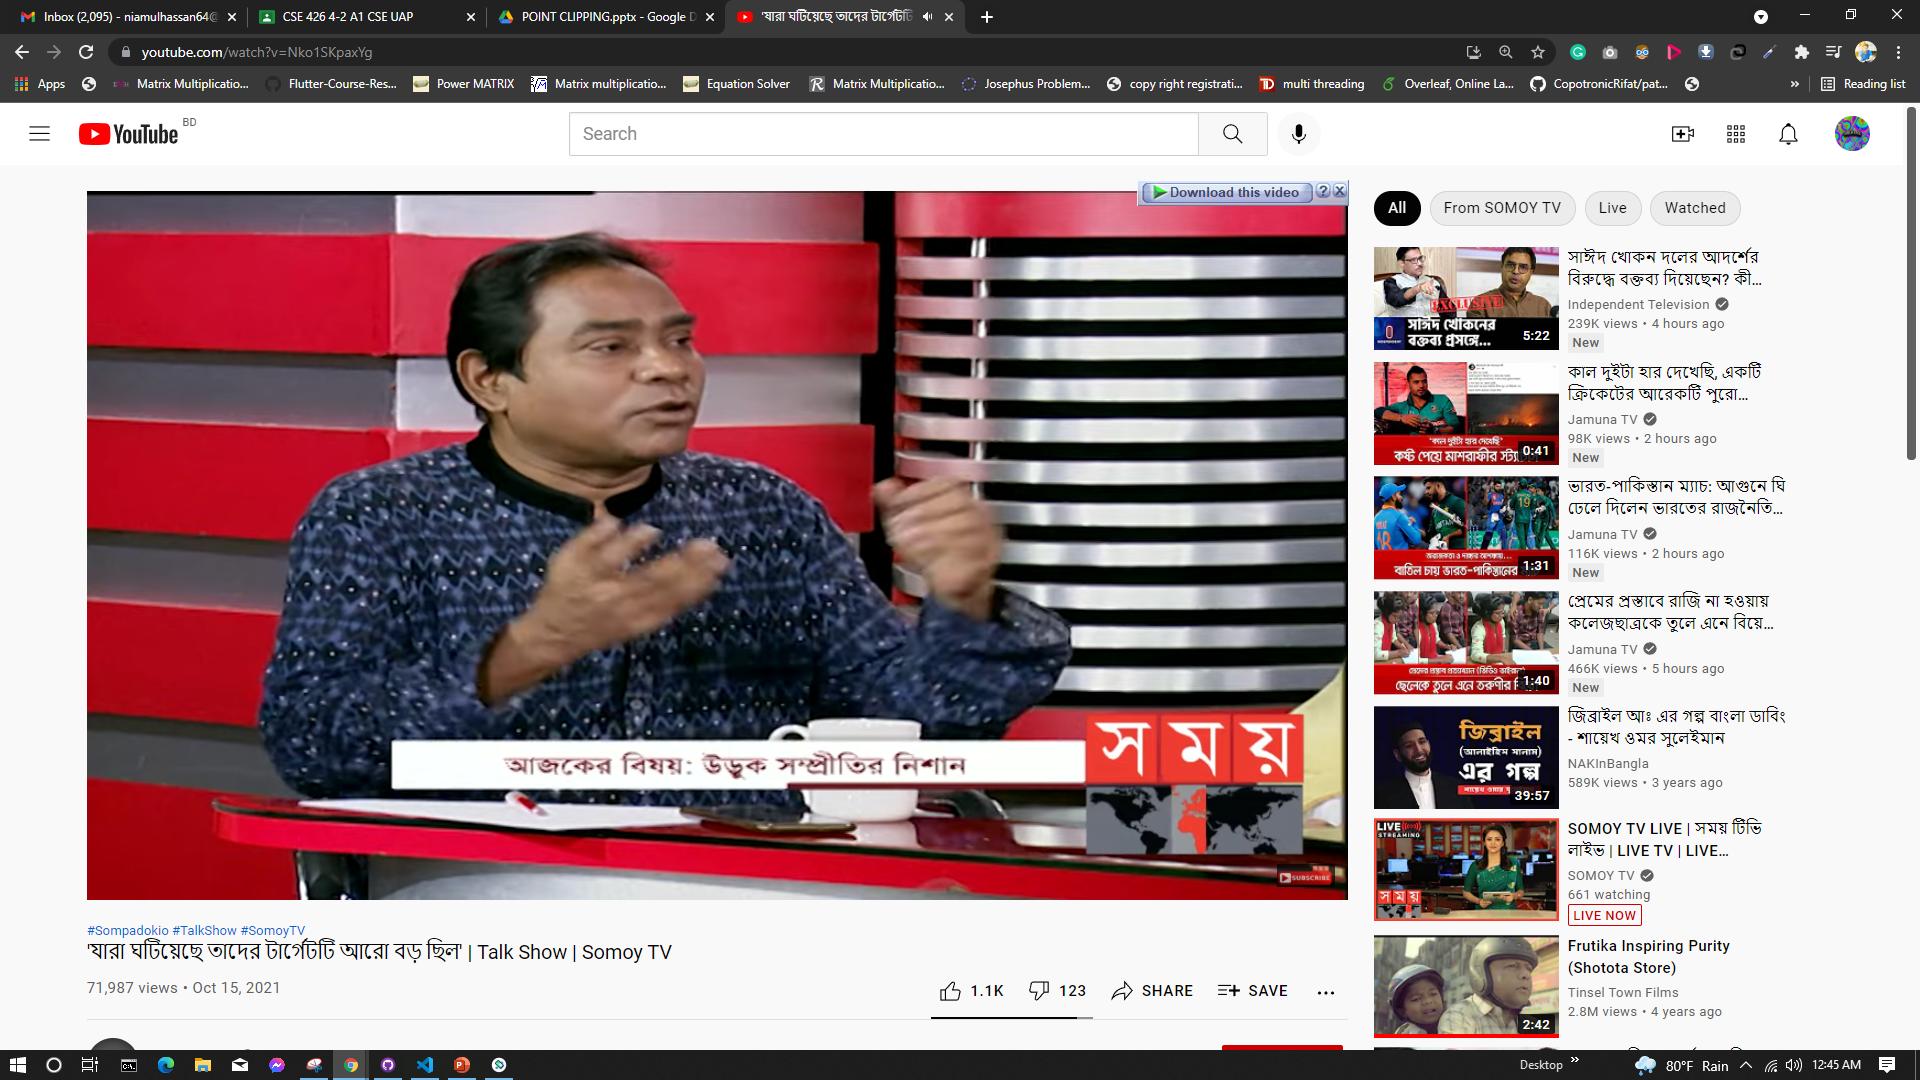 Inbox (2,095) - niamulhassan64@
CSE 426 4-2 A1 CSE UAP
POINT CLIPPING.pptx - Google D
'যারা ঘটিয়েছে তাদের টার্গেটটি
youtube.com/watch?v=Nko1SKpaxYg
Apps
Matrix Multiplicatio...
Flutter-Course-Res...
Power MATRIX
Matrix multiplicatio...
Equation Solver
Matrix Multiplicatio...
Josephus Problem...
copy right registrati...
multi threading
Overleaf, Online La...
CopotronicRifat/pat...
»
Reading list
YouTube BD
Search
Download this video ? X
আজকের বিষয়: উড়ুক সম্প্রীতির নিশান
সময়
SUBSCRIBE
#Sompadokio #TalkShow #SomoyTV
'যারা ঘটিয়েছে তাদের টার্গেটটি আরো বড় ছিল' | Talk Show | Somoy TV
71,987 views • Oct 15, 2021
1.1K 123 SHARE SAVE ...
All From SOMOY TV Live Watched
EXCLUSIVE
সাঈদ খোকনের
বক্তব্য প্রসঙ্গে...
5:22
সাঈদ খোকন দলের আদর্শের
বিরুদ্ধে বক্তব্য দিয়েছেন? কী...
Independent Television
239K views • 4 hours ago
New
'কাল দুইটা হার দেখেছি'
কষ্ট পেয়ে মাশরাফীর
0:41
কাল দুইটা হার দেখেছি, একটি
ক্রিকেটের আরেকটি পুরো...
Jamuna TV
98K views • 2 hours ago
New
বাতিল চায় ভারত-পাকিস্তানের
1:31
ভারত-পাকিস্তান ম্যাচ: আগুনে ঘি
ঢেলে দিলেন ভারতের রাজনৈতি...
Jamuna TV
116K views • 2 hours ago
New
ছেলেকে তুলে এনে তরুণীর
1:40
প্রেমের প্রস্তাবে রাজি না হওয়ায়
কলেজছাত্রকে তুলে এনে বিয়ে...
Jamuna TV
466K views • 5 hours ago
New
জিব্রাইল
(আলাইহিস সালাম)
এর গল্প
39:57
জিব্রাইল আঃ এর গল্প বাংলা ডাবিং
- শায়েখ ওমর সুলেইমান
NAKInBangla
589K views • 3 years ago
LIVE
STREAMING
সময়
SOMOY TV LIVE | সময় টিভি
লাইভ | LIVE TV | LIVE...
SOMOY TV
661 watching
LIVE NOW
2:42
Frutika Inspiring Purity
(Shotota Store)
Tinsel Town Films
2.8M views • 4 years ago
Desktop »
80°F Rain
12:45 AM